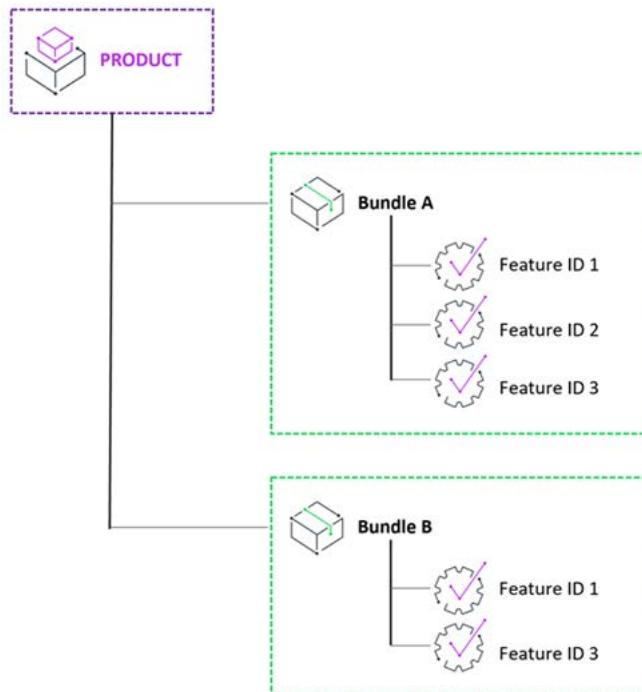 PRODUCT
Bundle A
Feature ID 1
Feature ID 2
Feature ID 3
Bundle B
Feature ID 1
Feature ID 3